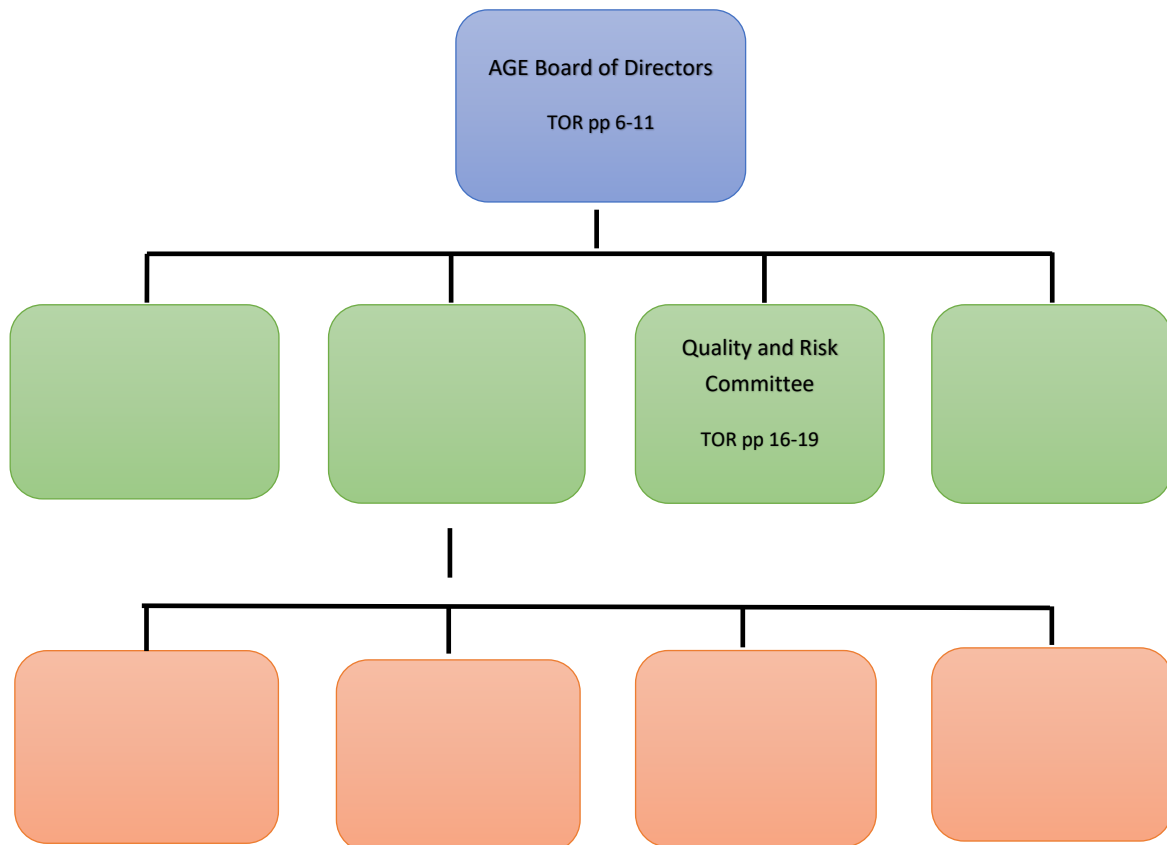 AGE Board of Directors
TOR pp 6-11
Quality and Risk
Committee
TOR pp 16-19